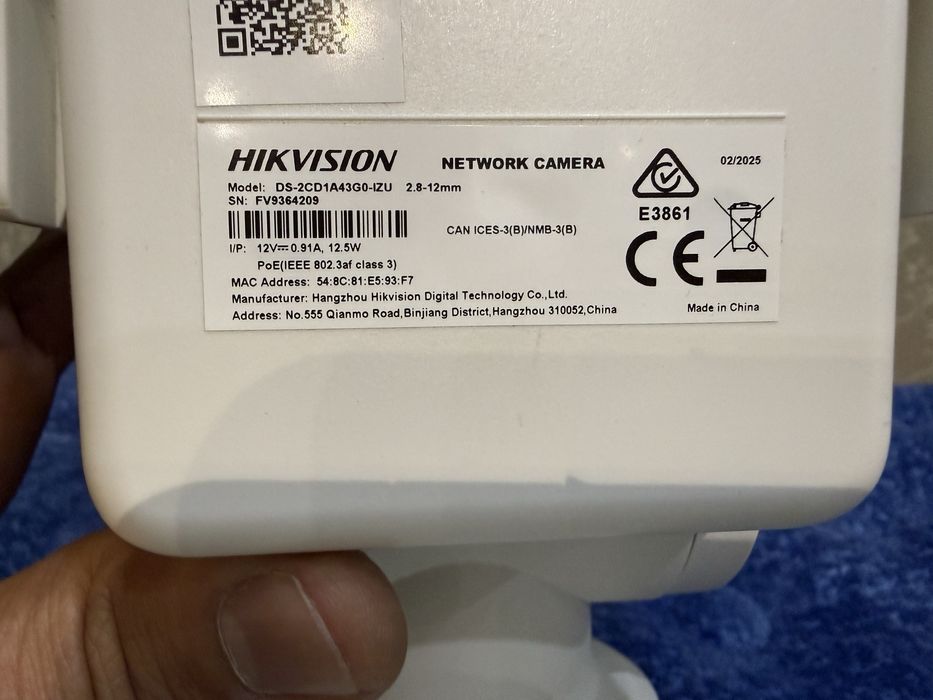 HIKVISION NETWORK CAMERA 02/2025
Model: DS-2CD1A43G0-IZU 2.8-12mm
SN: FV9364209
E3861
CAN ICES-3(B)/NMB-3(B)
I/P: 12V⎓0.91A, 12.5W
PoE(IEEE 802.3af class 3)
CE
MAC Address: 54:8C:81:E5:93:F7
Manufacturer: Hangzhou Hikvision Digital Technology Co.,Ltd.
Address: No.555 Qianmo Road,Binjiang District,Hangzhou 310052,China
Made in China